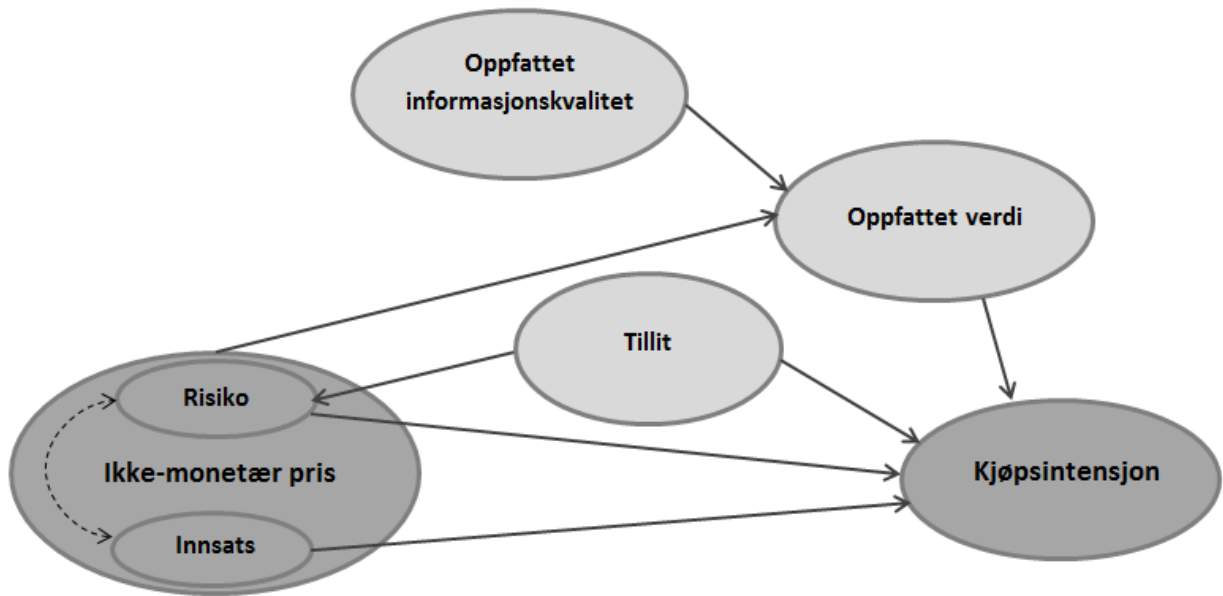 Oppfattet
informasjonskvalitet
Oppfattet verdi
Tillit
Risiko
Ikke-monetær pris
Kjøpsintensjon
Innsats